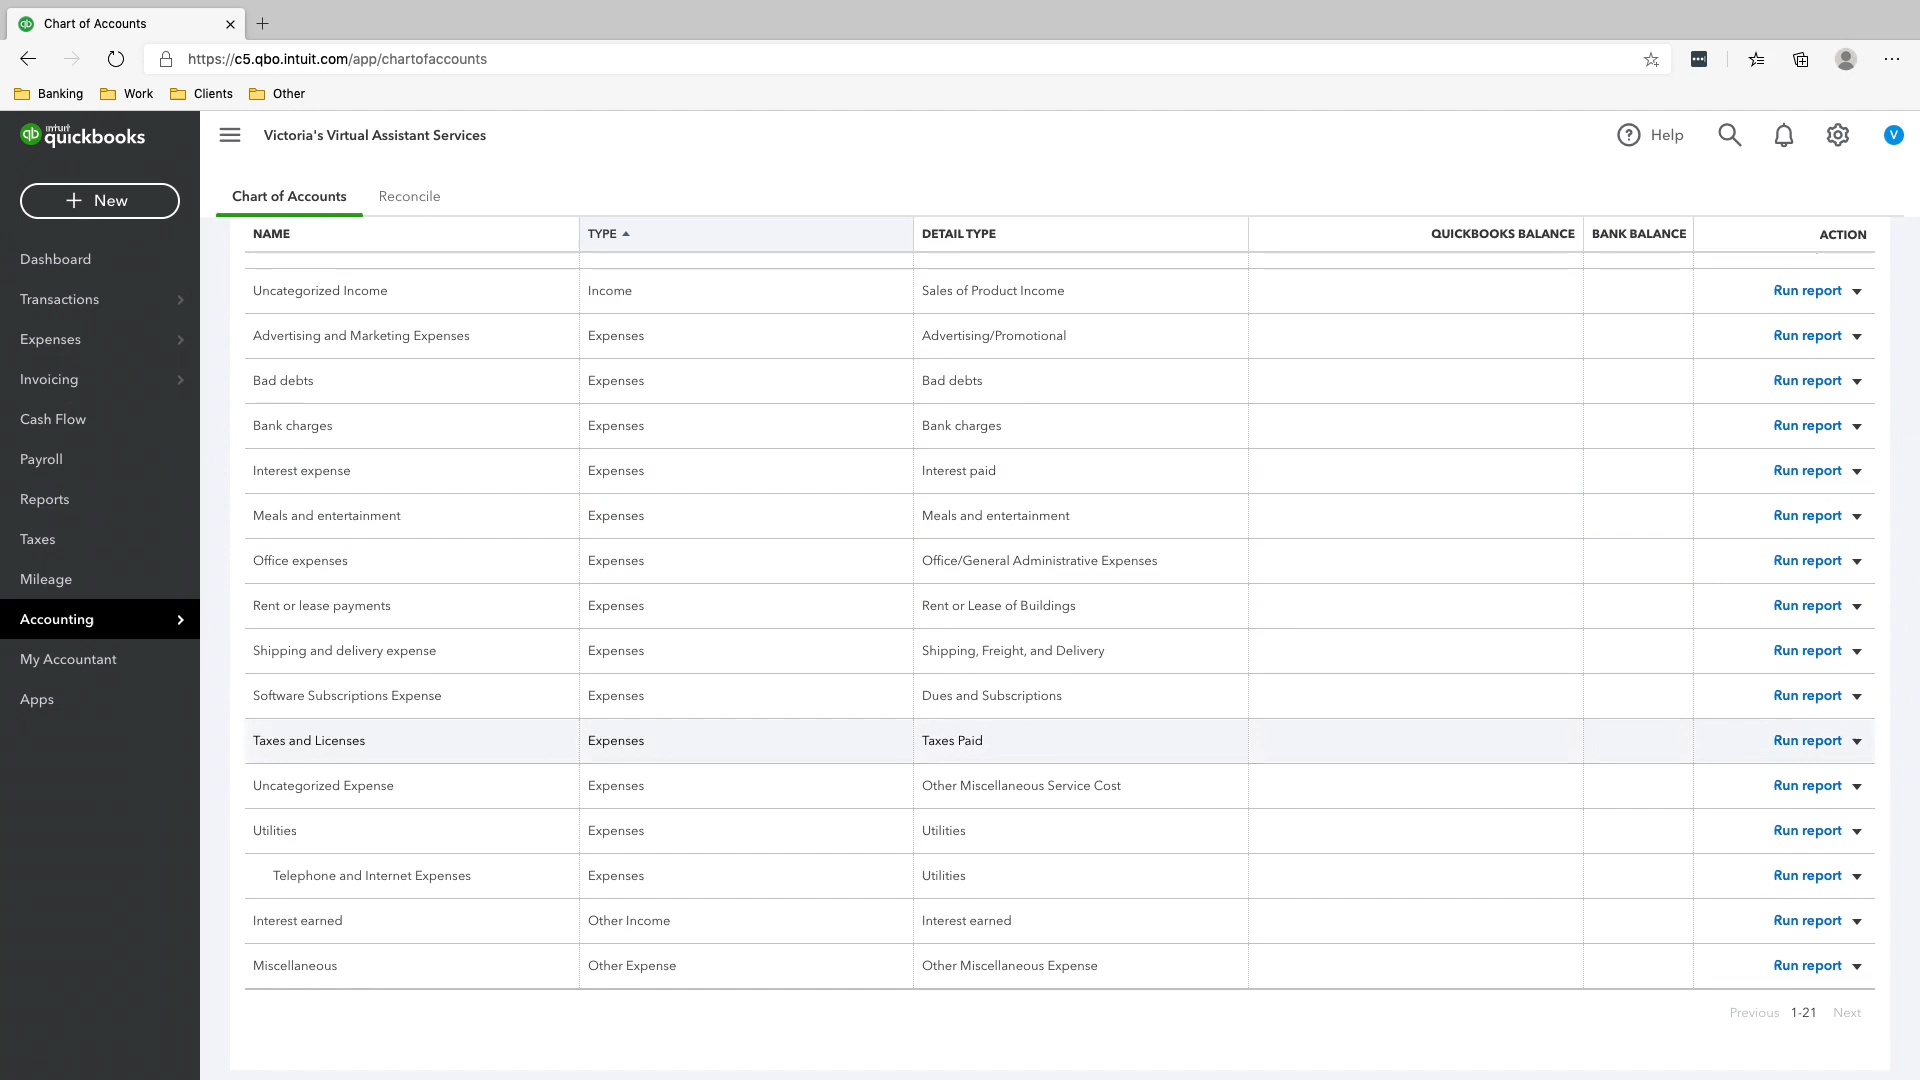 Chart of Accounts
https://c5.qbo.intuit.com/app/chartofaccounts
Banking Work Clients Other
intuit quickbooks
Victoria's Virtual Assistant Services
Help
V
New
Chart of Accounts Reconcile
Dashboard
Transactions
Expenses
Invoicing
Cash Flow
Payroll
Reports
Taxes
Mileage
Accounting
My Accountant
Apps
NAME TYPE DETAIL TYPE QUICKBOOKS BALANCE BANK BALANCE ACTION
Uncategorized Income Income Sales of Product Income Run report
Advertising and Marketing Expenses Expenses Advertising/Promotional Run report
Bad debts Expenses Bad debts Run report
Bank charges Expenses Bank charges Run report
Interest expense Expenses Interest paid Run report
Meals and entertainment Expenses Meals and entertainment Run report
Office expenses Expenses Office/General Administrative Expenses Run report
Rent or lease payments Expenses Rent or Lease of Buildings Run report
Shipping and delivery expense Expenses Shipping, Freight, and Delivery Run report
Software Subscriptions Expense Expenses Dues and Subscriptions Run report
Taxes and Licenses Expenses Taxes Paid Run report
Uncategorized Expense Expenses Other Miscellaneous Service Cost Run report
Utilities Expenses Utilities Run report
Telephone and Internet Expenses Expenses Utilities Run report
Interest earned Other Income Interest earned Run report
Miscellaneous Other Expense Other Miscellaneous Expense Run report
Previous 1-21 Next